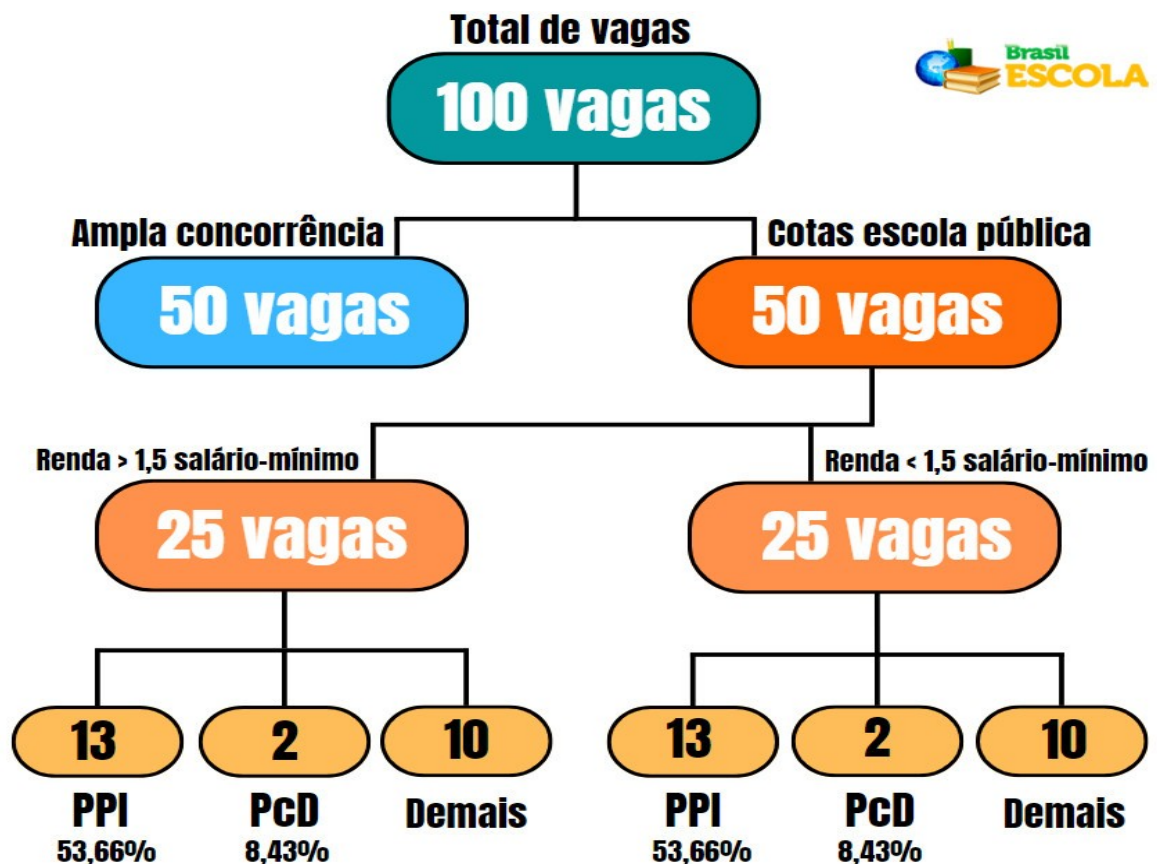 Total de vagas
Brasil
ESCOLA
100 vagas
Ampla concorrência
Cotas escola pública
50 vagas
50 vagas
Renda > 1,5 salário-mínimo
Renda < 1,5 salário-mínimo
25 vagas
25 vagas
13
2
10
13
2
10
PPI
PcD
Demais
PPI
PcD
Demais
53,66%
8,43%
53,66%
8,43%